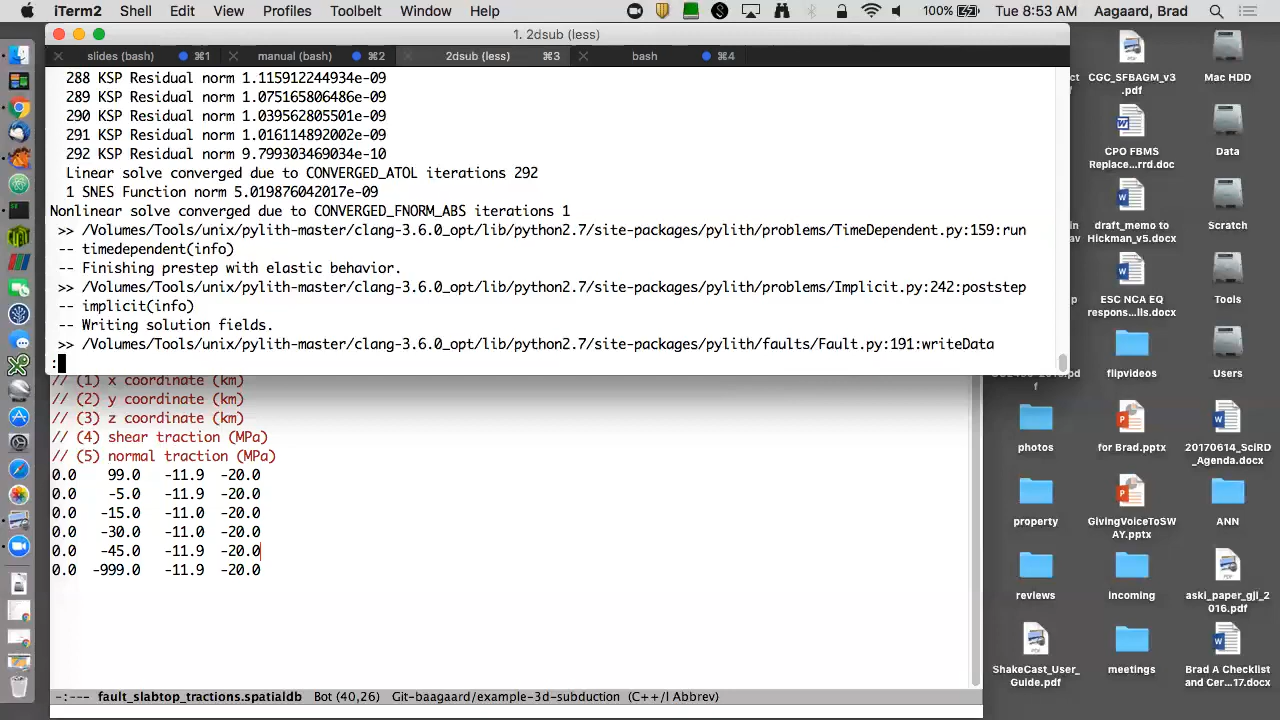 iTerm2 Shell Edit View Profiles Toolbelt Window Help 100% Tue 8:53 AM Aagaard, Brad
1. 2dsub (less)
slides (bash) ⌘1 manual (bash) ⌘2 2dsub (less) ⌘3 bash ⌘4
288 KSP Residual norm 1.115912244934e-09
289 KSP Residual norm 1.075165806486e-09
290 KSP Residual norm 1.039562805501e-09
291 KSP Residual norm 1.016114892002e-09
292 KSP Residual norm 9.799303469034e-10
Linear solve converged due to CONVERGED_ATOL iterations 292
1 SNES Function norm 5.019876042017e-09
Nonlinear solve converged due to CONVERGED_FNORM_ABS iterations 1
>> /Volumes/Tools/unix/pylith-master/clang-3.6.0_opt/lib/python2.7/site-packages/pylith/problems/TimeDependent.py:159:run
-- timedependent(info)
-- Finishing prestep with elastic behavior.
>> /Volumes/Tools/unix/pylith-master/clang-3.6.0_opt/lib/python2.7/site-packages/pylith/problems/Implicit.py:242:poststep
-- implicit(info)
-- Writing solution fields.
>> /Volumes/Tools/unix/pylith-master/clang-3.6.0_opt/lib/python2.7/site-packages/pylith/faults/Fault.py:191:writeData
:
// (1) x coordinate (km)
// (2) y coordinate (km)
// (3) z coordinate (km)
// (4) shear traction (MPa)
// (5) normal traction (MPa)
0.0 99.0 -11.9 -20.0
0.0 -5.0 -11.9 -20.0
0.0 -15.0 -11.0 -20.0
0.0 -30.0 -11.0 -20.0
0.0 -45.0 -11.9 -20.0
0.0 -999.0 -11.9 -20.0
-:--- fault_slabtop_tractions.spatialdb Bot (40,26) Git-baagaard/example-3d-subduction (C++/l Abbrev)
CGC_SFBAGM_v3
.pdf
Mac HDD
CPO FBMS
Replace...rrd.doc
Data
draft_memo to
Hickman_v5.docx
Scratch
ESC NCA EQ
respons...lls.docx
Tools
flipvideos
Users
photos
for Brad.pptx
20170614_SciRD
_Agenda.docx
property
GivingVoiceToSW
AY.pptx
ANN
reviews
incoming
aski_paper_gji_2
016.pdf
ShakeCast_User_
Guide.pdf
meetings
Brad A Checklist
and Cer...17.docx